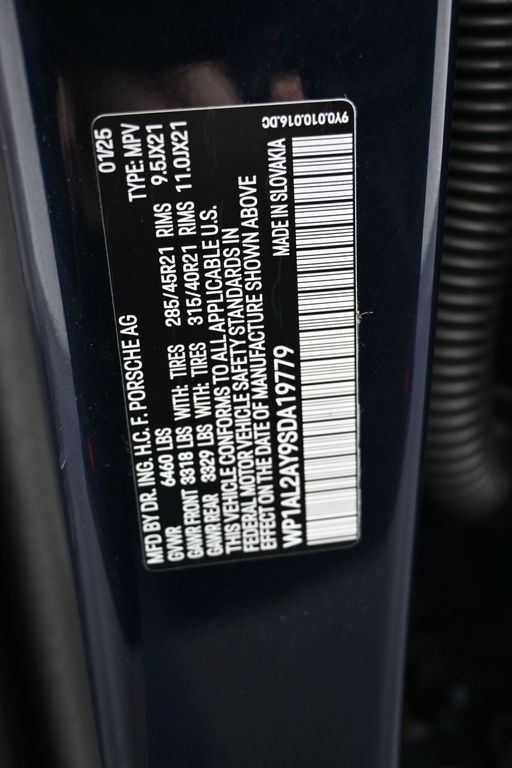 MFD BY DR. ING. H.C. F. PORSCHE AG 01/25
GVWR 6460 LBS TYPE: MPV
GAWR FRONT 3318 LBS WITH: TIRES 285/45R21 RIMS 9.5JX21
GAWR REAR 3829 LBS WITH: TIRES 315/40R21 RIMS 11.0JX21
THIS VEHICLE CONFORMS TO ALL APPLICABLE U.S.
FEDERAL MOTOR VEHICLE SAFETY STANDARDS IN
EFFECT ON THE DATE OF MANUFACTURE SHOWN ABOVE
WP1AL2AY9SDA19779 MADE IN SLOVAKIA
9Y0.010.016.DC